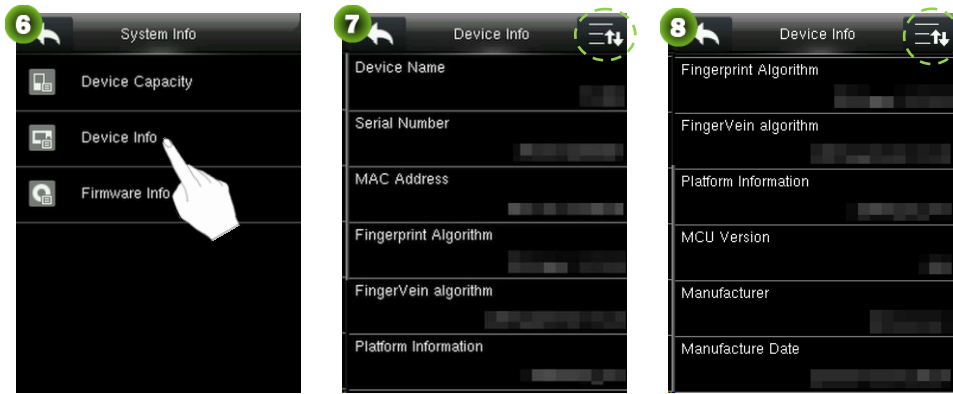 6
System Info
Device Capacity
Device Info
Firmware Info
7
Device Info
Device Name
Serial Number
MAC Address
Fingerprint Algorithm
FingerVein algorithm
Platform Information
8
Device Info
Fingerprint Algorithm
FingerVein algorithm
Platform Information
MCU Version
Manufacturer
Manufacture Date